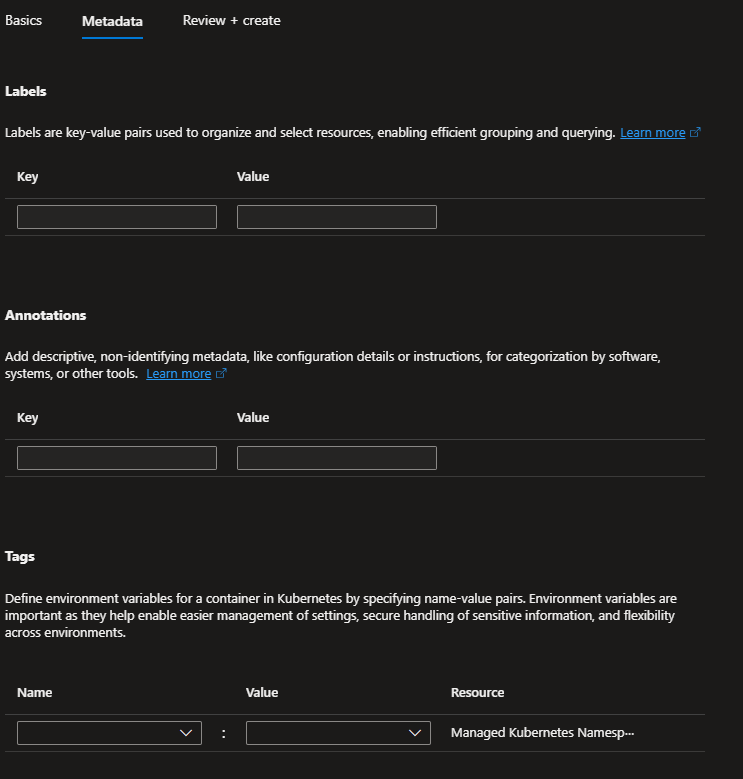 Basics Metadata Review + create
Labels
Labels are key-value pairs used to organize and select resources, enabling efficient grouping and querying. Learn more
Key Value
Annotations
Add descriptive, non-identifying metadata, like configuration details or instructions, for categorization by software,
systems, or other tools. Learn more
Key Value
Tags
Define environment variables for a container in Kubernetes by specifying name-value pairs. Environment variables are
important as they help enable easier management of settings, secure handling of sensitive information, and flexibility
across environments.
Name Value Resource
: Managed Kubernetes Namesp···